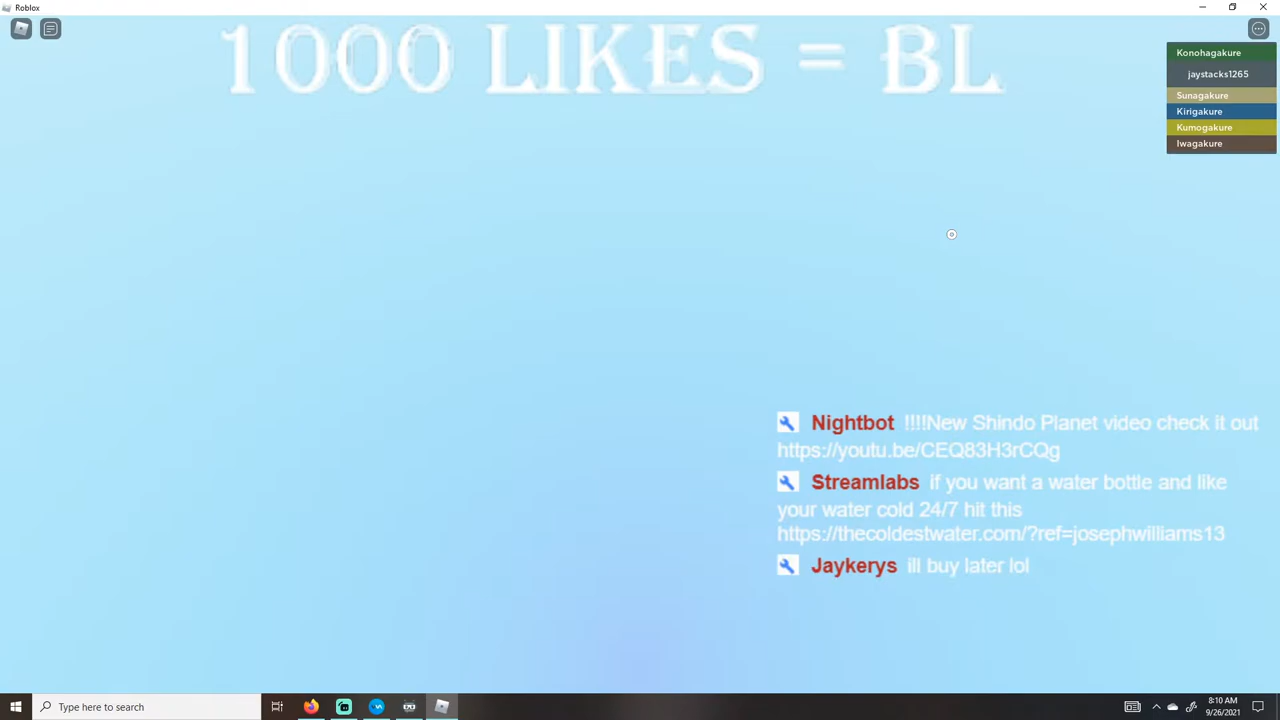 Roblox
1000 LIKES = BL
Konohagakure
jaystacks1265
Sunagakure
Kirigakure
Kumogakure
Iwagakure
Nightbot !!!!New Shindo Planet video check it out
https://youtu.be/CEQ83H3rCQg
Streamlabs if you want a water bottle and like
your water cold 24/7 hit this
https://thecoldestwater.com/?ref=josephwilliams13
Jaykerys ill buy later lol
Type here to search
8:10 AM
9/26/2021